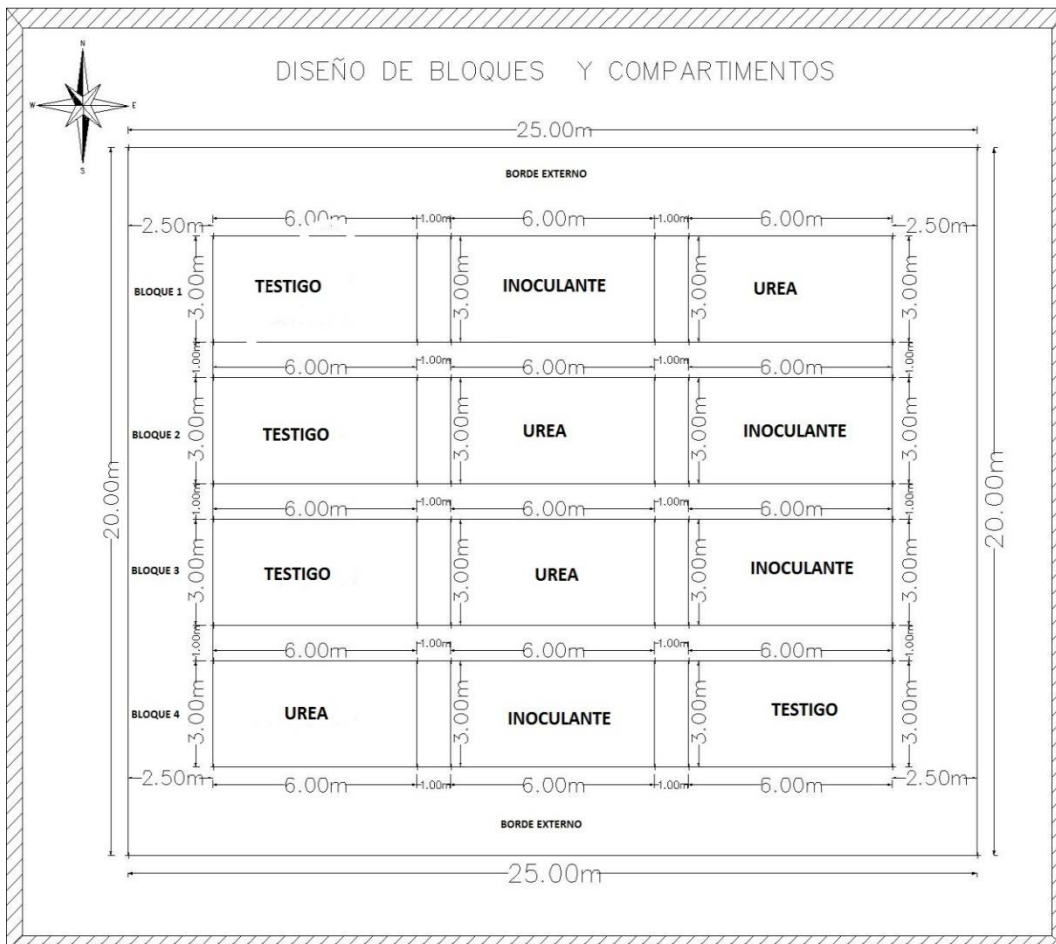 N
DISEÑO DE BLOQUES Y COMPARTIMENTOS
W E
S
25.00m
BORDE EXTERNO
2.50m 6.00m 1.00m 6.00m 1.00m 6.00m 2.50m
BLOQUE 1 3.00m TESTIGO 3.00m INOCULANTE 3.00m UREA 3.00m
1.00m 6.00m 1.00m 6.00m 1.00m 6.00m 1.00m
BLOQUE 2 3.00m TESTIGO 3.00m UREA 3.00m INOCULANTE 3.00m
20.00m 1.00m 6.00m 1.00m 6.00m 1.00m 6.00m 1.00m 20.00m
BLOQUE 3 3.00m TESTIGO 3.00m UREA 3.00m INOCULANTE 3.00m
1.00m 6.00m 1.00m 6.00m 1.00m 6.00m 1.00m
BLOQUE 4 3.00m UREA 3.00m INOCULANTE 3.00m TESTIGO 3.00m
2.50m 6.00m 1.00m 6.00m 1.00m 6.00m 2.50m
BORDE EXTERNO
25.00m